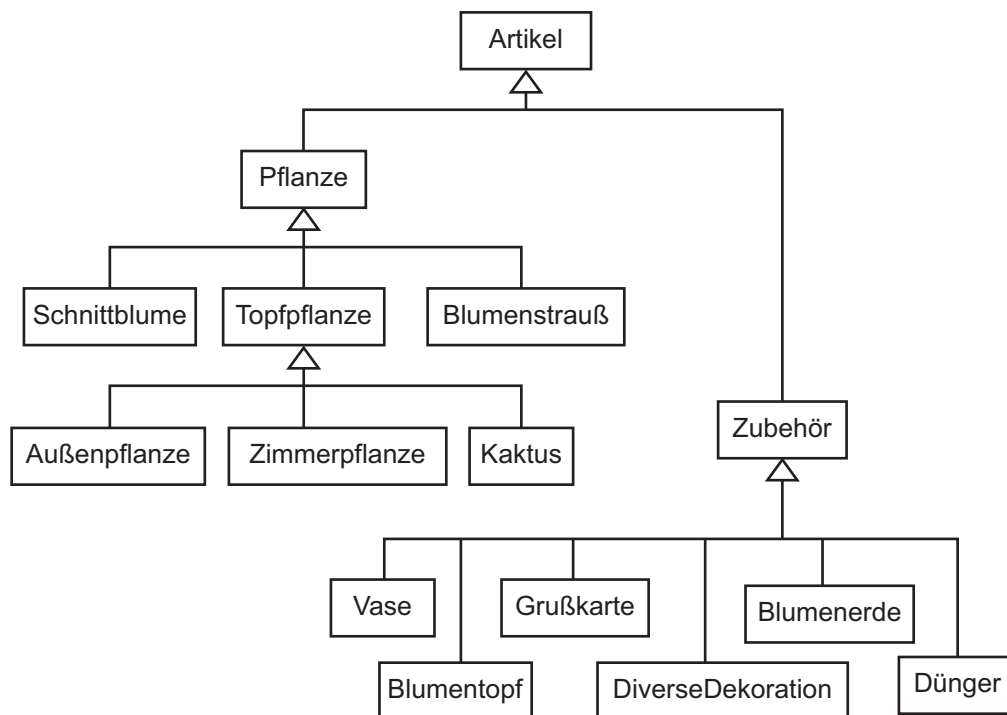 Artikel
Pflanze
Schnittblume
Topfpflanze
Blumenstrauß
Außenpflanze
Zimmerpflanze
Kaktus
Zubehör
Vase
Grußkarte
Blumenerde
Blumentopf
DiverseDekoration
Dünger